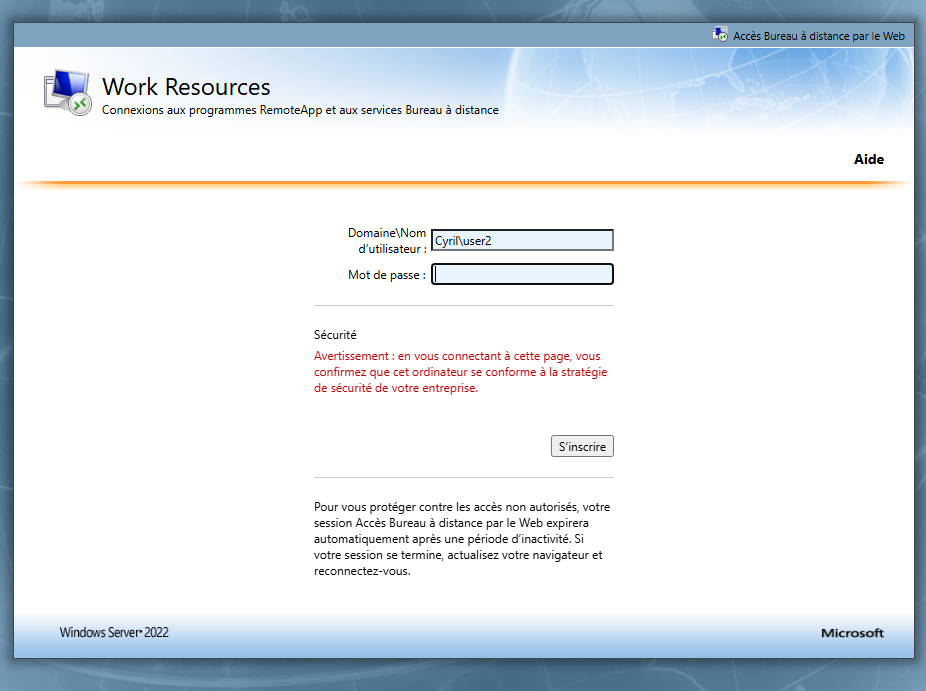 Accès Bureau à distance par le Web
Work Resources
Connexions aux programmes RemoteApp et aux services Bureau à distance
Aide
Domaine\Nom
d’utilisateur :
Cyril\user2
Mot de passe :
Sécurité
Avertissement : en vous connectant à cette page, vous
confirmez que cet ordinateur se conforme à la stratégie
de sécurité de votre entreprise.
S’inscrire
Pour vous protéger contre les accès non autorisés, votre
session Accès Bureau à distance par le Web expirera
automatiquement après une période d’inactivité. Si
votre session se termine, actualisez votre navigateur et
reconnectez-vous.
Windows Server® 2022
Microsoft